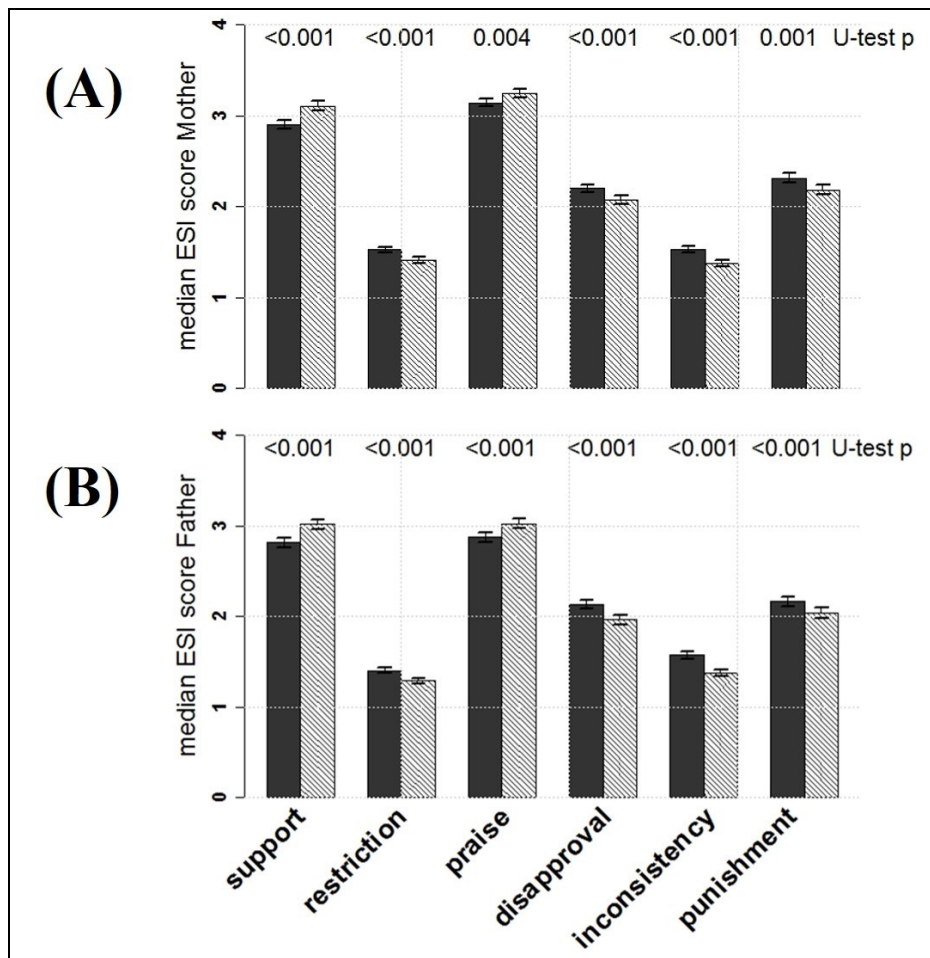 (A)
median ESI score Mother
4
3
2
1
0
<0.001 <0.001 0.004 <0.001 <0.001 0.001 U-test p
(B)
median ESI score Father
4
3
2
1
0
<0.001 <0.001 <0.001 <0.001 <0.001 <0.001 U-test p
support
restriction
praise
disapproval
inconsistency
punishment